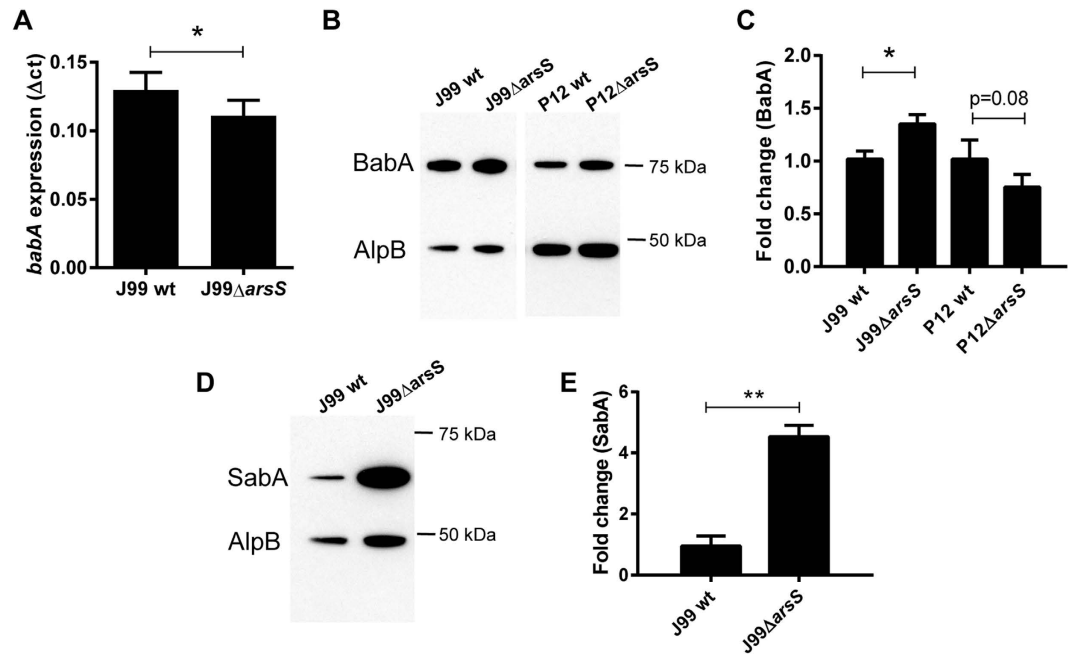 A
*
babA expression (Δct)
0.15
0.10
0.05
0.00
J99 wt
J99ΔarsS
B
J99 wt
J99ΔarsS
P12 wt
P12ΔarsS
BabA
75 kDa
AlpB
50 kDa
C
Fold change (BabA)
2.0
1.5
1.0
0.5
0.0
*
p=0.08
J99 wt
J99ΔarsS
P12 wt
P12ΔarsS
D
J99 wt
J99ΔarsS
75 kDa
SabA
AlpB
50 kDa
E
Fold change (SabA)
6
4
2
0
**
J99 wt
J99ΔarsS